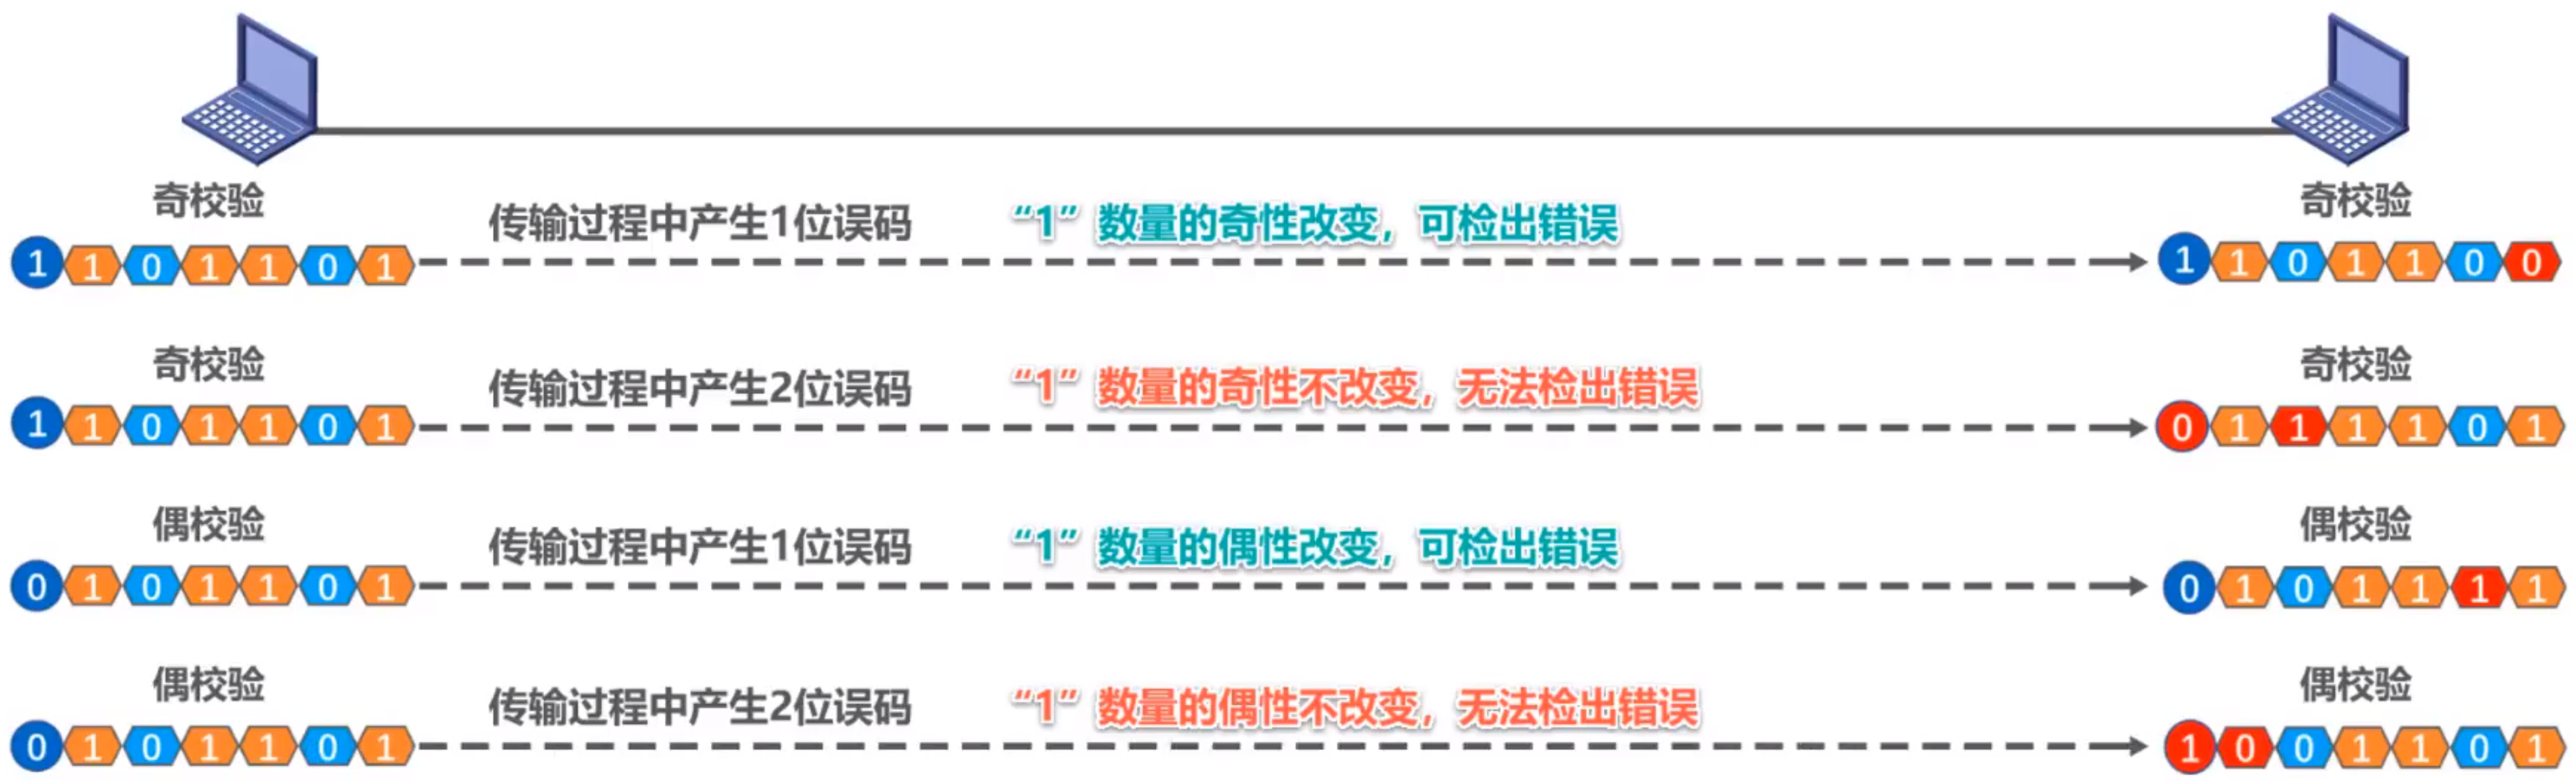 奇校验 奇校验
传输过程中产生1位误码 “1”数量的奇性改变，可检出错误
1 1 0 1 1 0 1 1 1 0 1 1 0 0
奇校验 奇校验
传输过程中产生2位误码 “1”数量的奇性不改变，无法检出错误
1 1 0 1 1 0 1 0 1 1 1 1 0 1
偶校验 偶校验
传输过程中产生1位误码 “1”数量的偶性改变，可检出错误
0 1 0 1 1 0 1 0 1 0 1 1 1 1
偶校验 偶校验
传输过程中产生2位误码 “1”数量的偶性不改变，无法检出错误
0 1 0 1 1 0 1 1 0 0 1 1 0 1